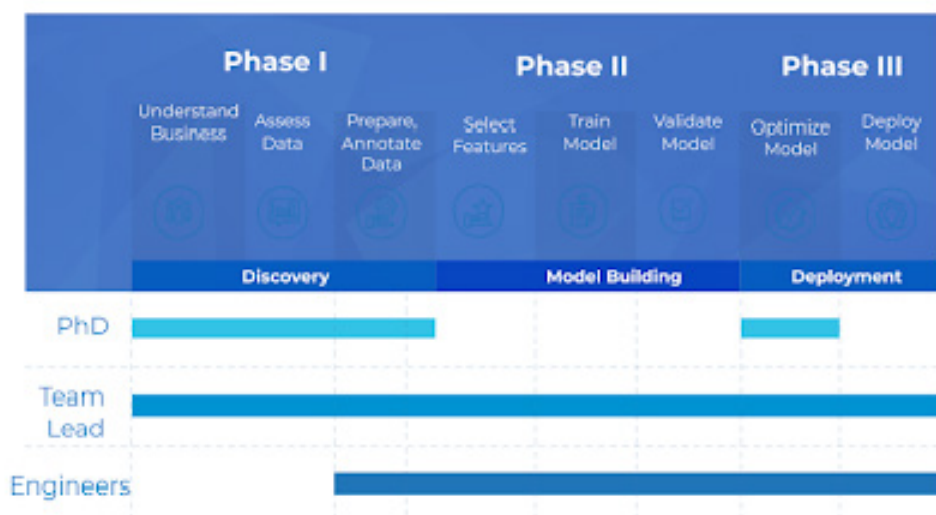 Phase I
Phase II
Phase III
Understand
Business
Assess
Data
Prepare,
Annotate
Data
Select
Features
Train
Model
Validate
Model
Optimize
Model
Deploy
Model
Discovery
Model Building
Deployment
PhD
Team
Lead
Engineers